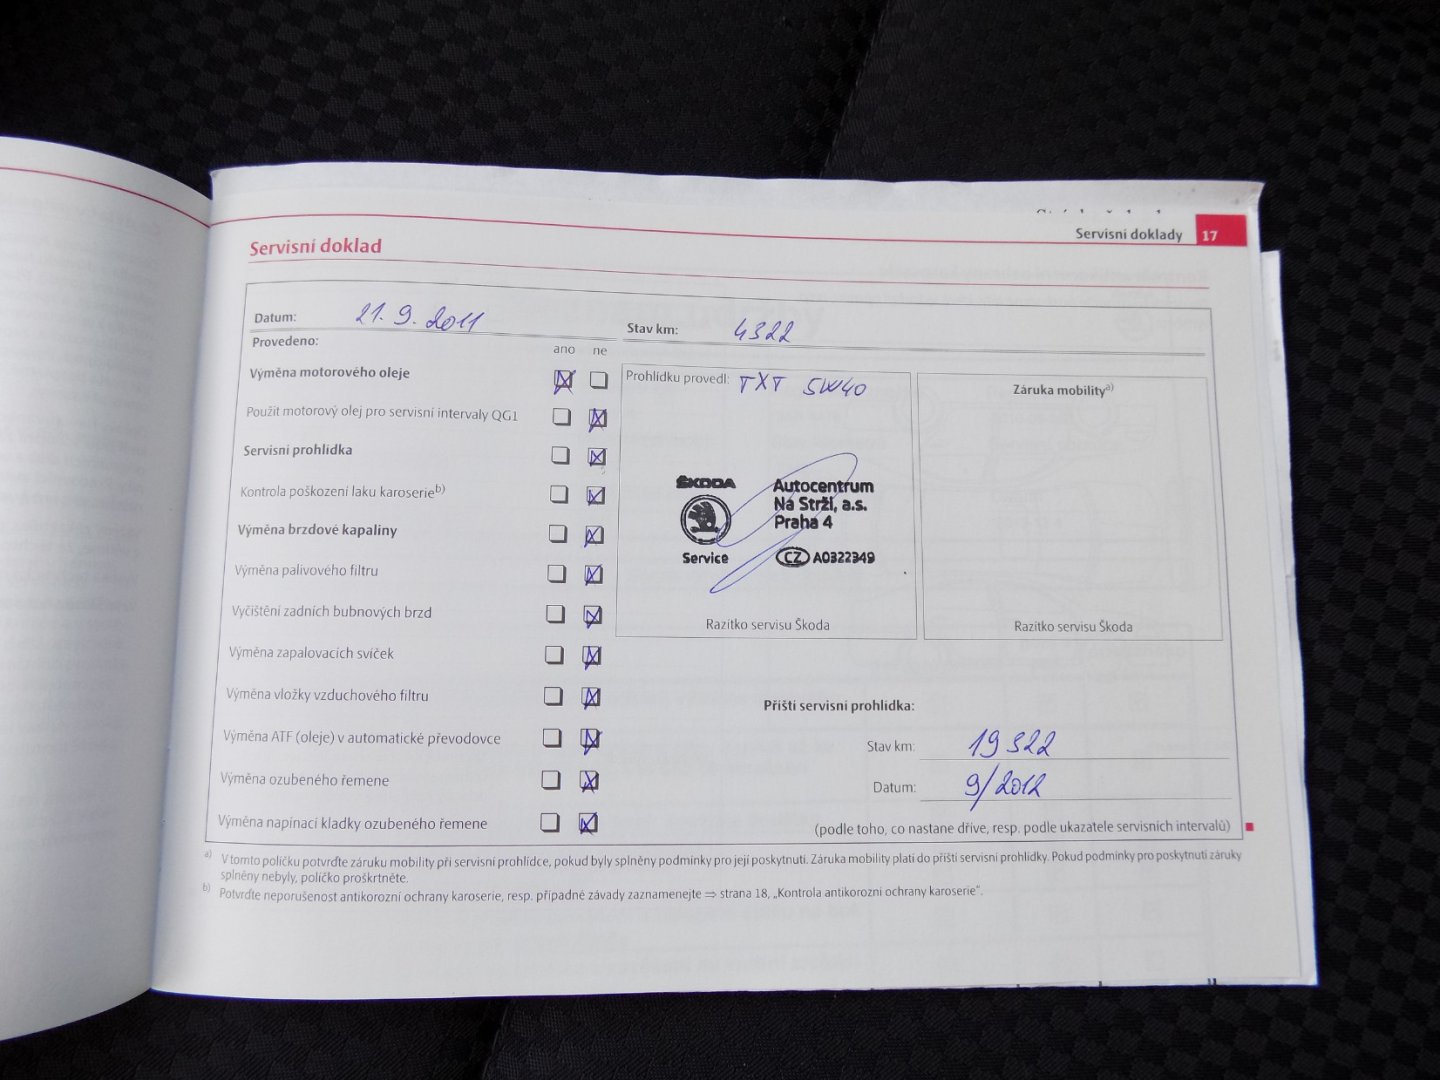 Servisní doklady 17
Servisní doklad
Datum: 21. 9. 2011
Stav km: 4322
Provedeno:
ano ne
Výměna motorového oleje
Použít motorový olej pro servisní intervaly QG1
Servisní prohlídka
Kontrola poškození laku karoserie b)
Výměna brzdové kapaliny
Výměna palivového filtru
Vyčištění zadních bubnových brzd
Výměna zapalovacích svíček
Výměna vložky vzduchového filtru
Výměna ATF (oleje) v automatické převodovce
Výměna ozubeného řemene
Výměna napínací kladky ozubeného řemene
Prohlídku provedl: TXT 5W40
ŠKODA
Service
Autocentrum
Na Strži, a.s.
Praha 4
CZ A0322349
Razítko servisu Škoda
Záruka mobility a)
Razítko servisu Škoda
Příští servisní prohlídka:
Stav km: 19322
Datum: 9/2012
(podle toho, co nastane dříve, resp. podle ukazatele servisních intervalů)
a) V tomto políčku potvrďte záruku mobility při servisní prohlídce, pokud byly splněny podmínky pro její poskytnutí. Záruka mobility platí do příští servisní prohlídky. Pokud podmínky pro poskytnutí záruky
splněny nebyly, políčko proškrtněte.
b) Potvrďte neporušenost antikorozní ochrany karoserie, resp. případné závady zaznamenejte ⇒ strana 18, „Kontrola antikorozní ochrany karoserie“.